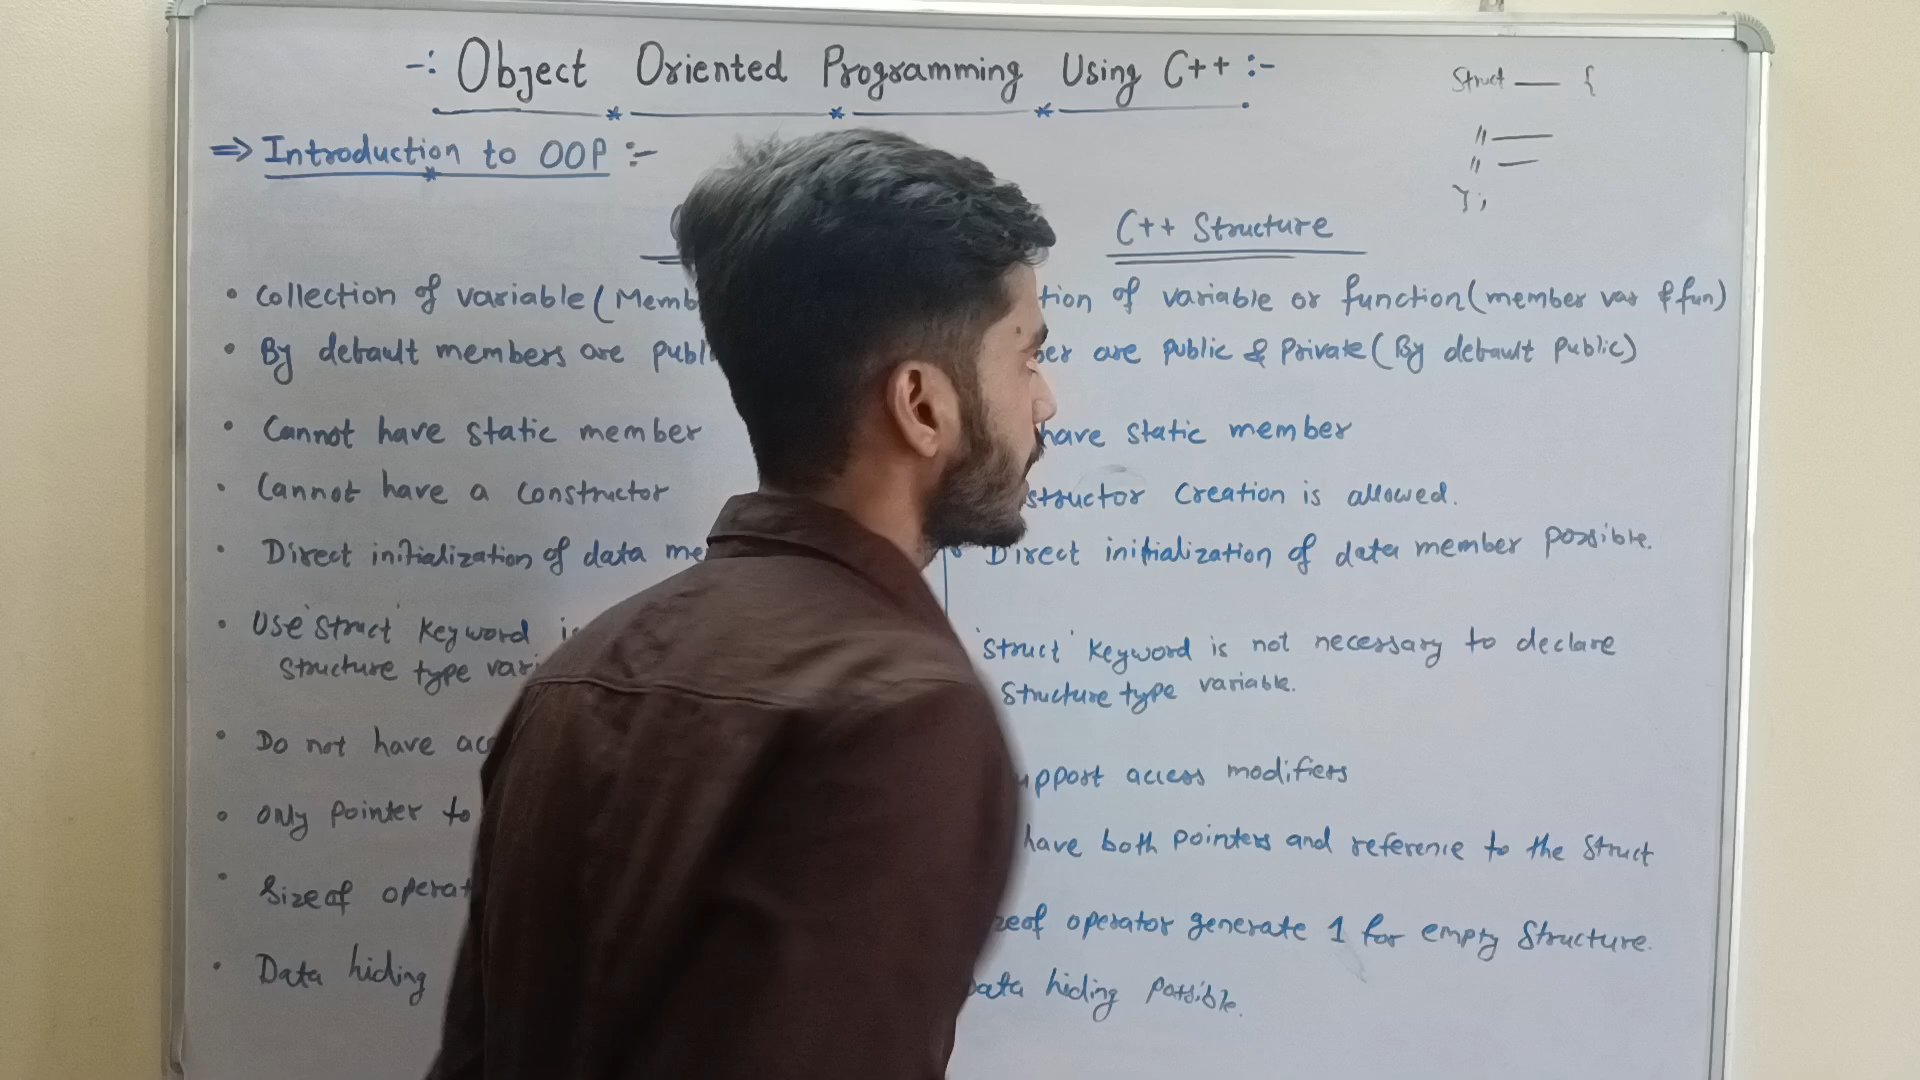 -: Object Oriented Programming Using C++ :-
Struct — {
" —
" —
};
=> Introduction to OOP :-
C++ Structure
• Collection of variable (Memb
tion of variable or function (member var & fun)
• By default members are publ
ber are public & Private (By default Public)
• Cannot have static member
have static member
• Cannot have a constructor
structor Creation is allowed.
• Direct initialization of data me
• Direct initialization of data member possible.
• Use 'struct' Keyword is
structure type vari
'struct' Keyword is not necessary to declare
structure type variable.
• Do not have acc
upport access modifiers
• Only pointer to
have both pointers and reference to the struct
• Sizeof operat
zeof operator generate 1 for empty structure.
• Data hiding
Data hiding possible.